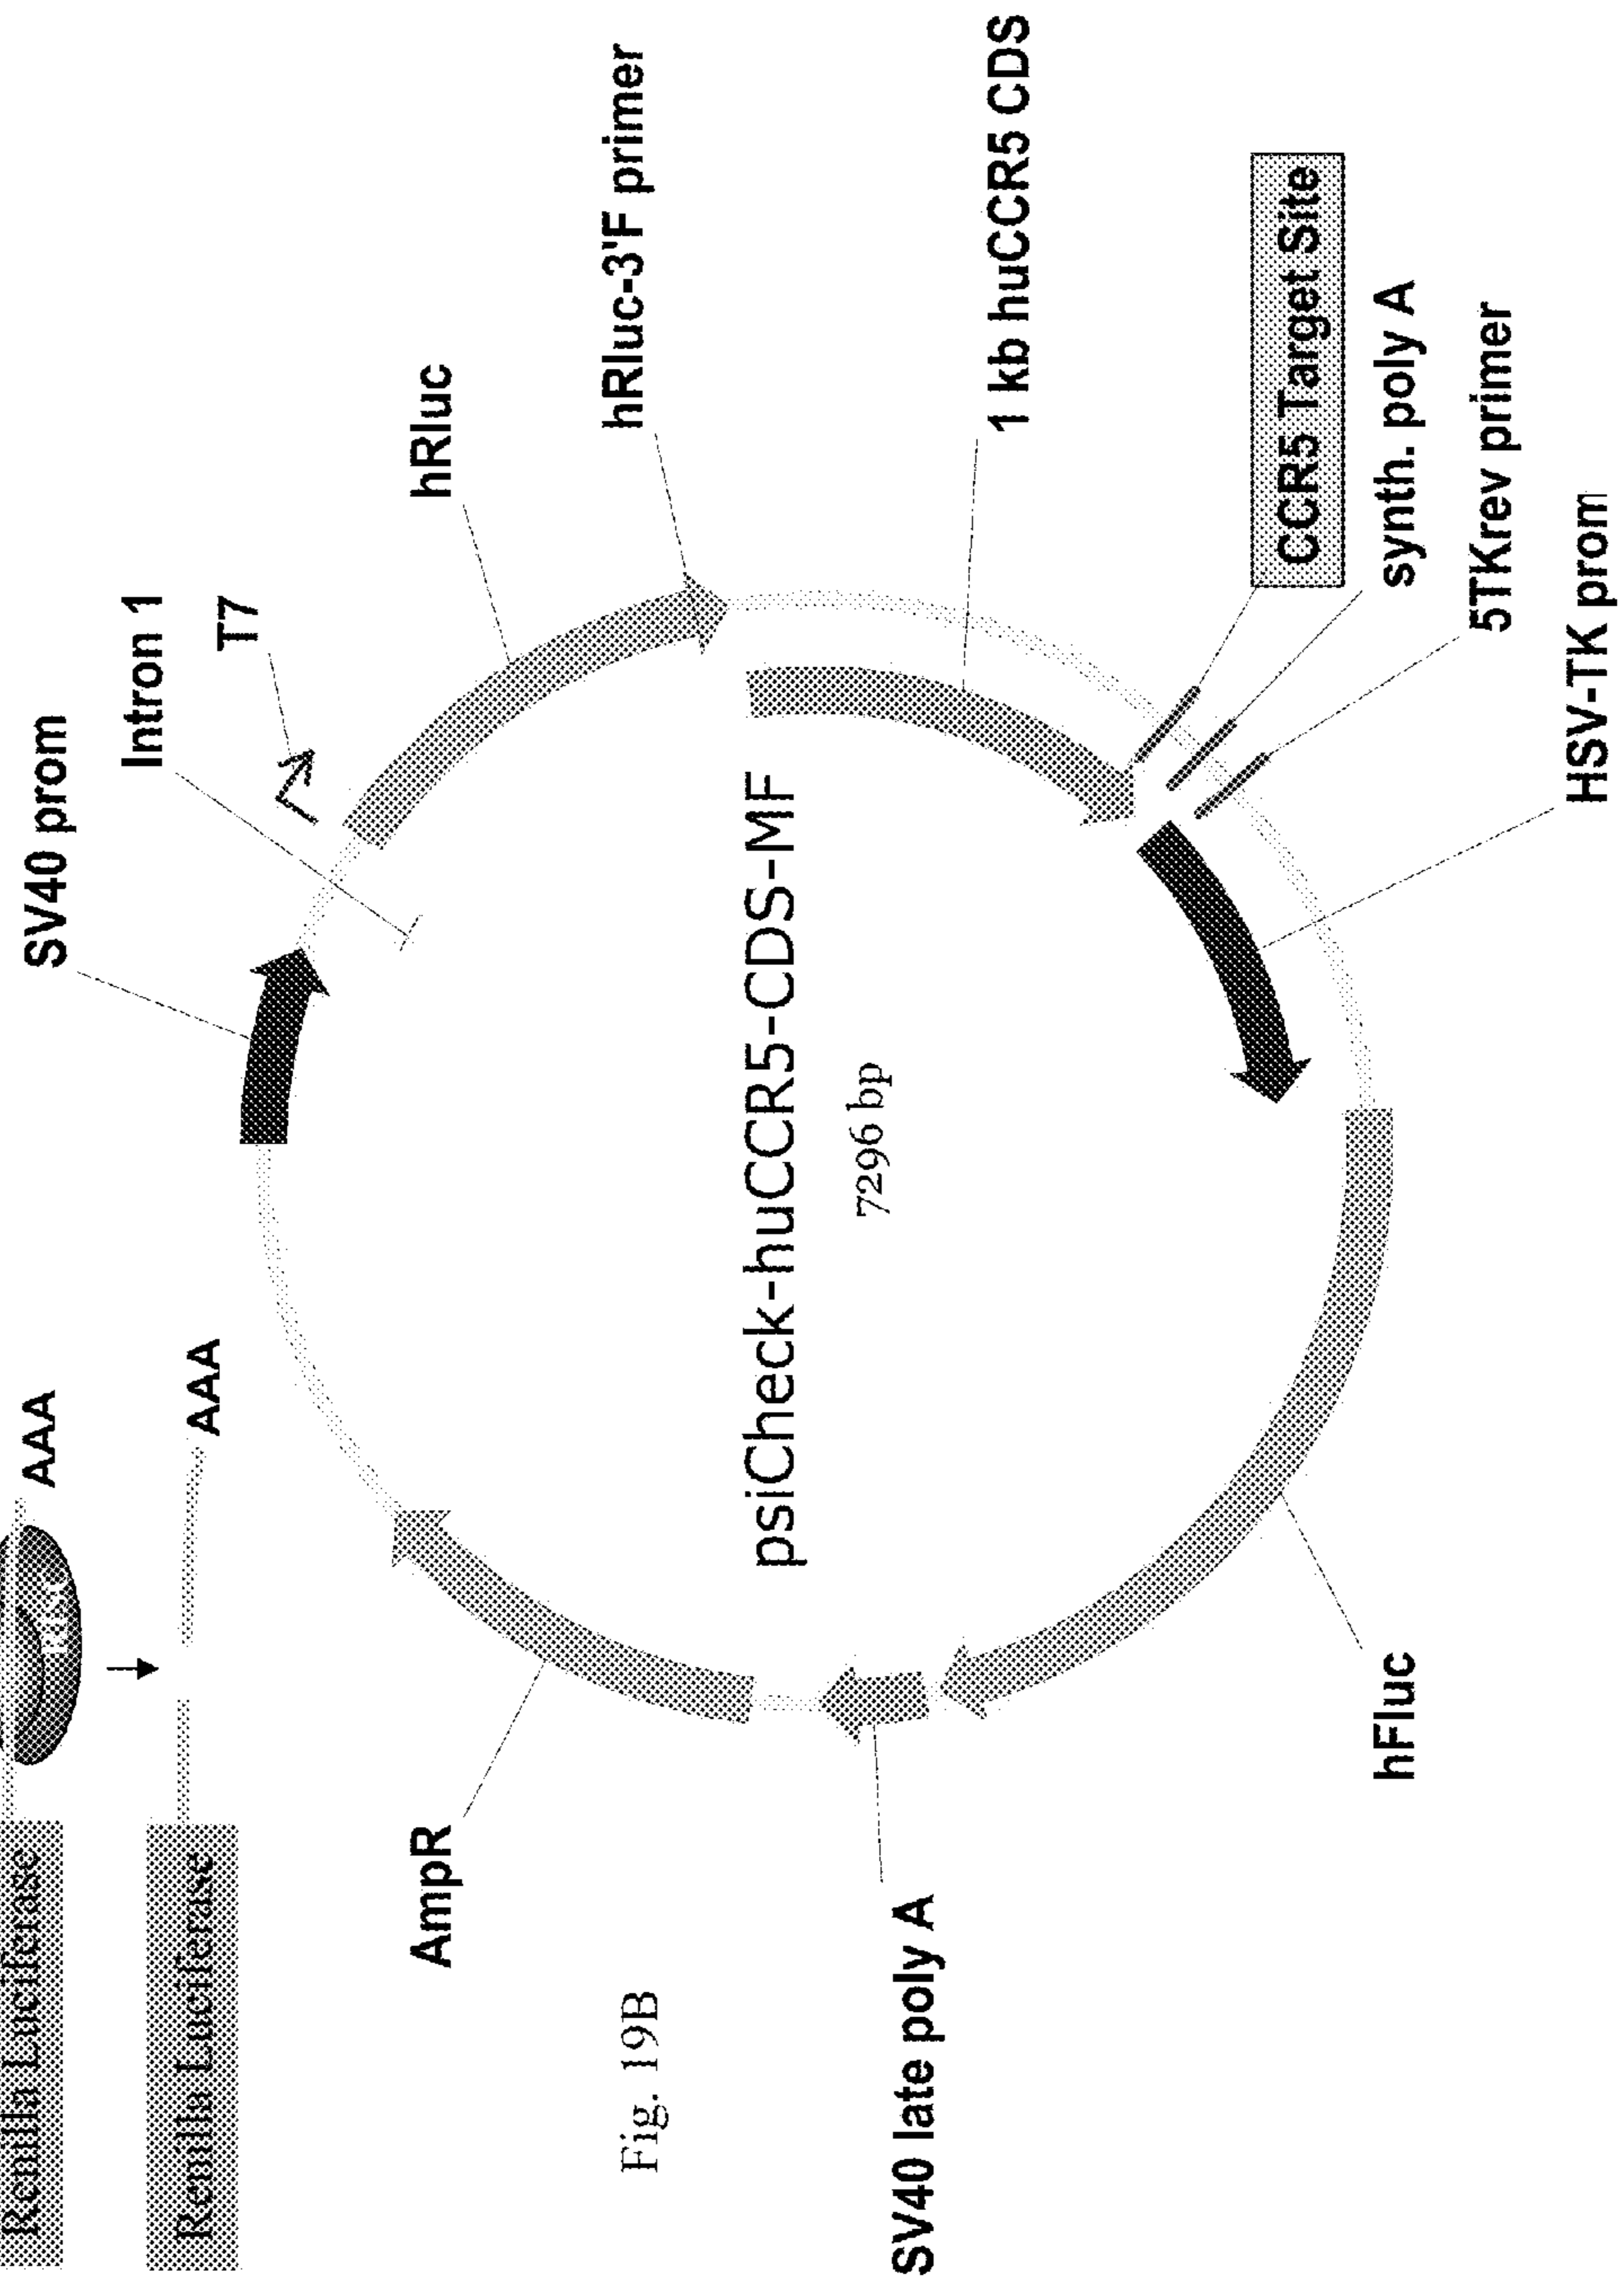 Renilla Luciferase
AAA
Renilla Luciferase
AAA
SV40 prom
Intron 1
T7
hRluc
hRluc-3'F primer
1 kb huCCR5 CDS
CCR5 Target Site
synth. poly A
5TKrev primer
HSV-TK prom
hFluc
SV40 late poly A
AmpR
psiCheck-huCCR5-CDS-MF
7296 bp
Fig. 19B